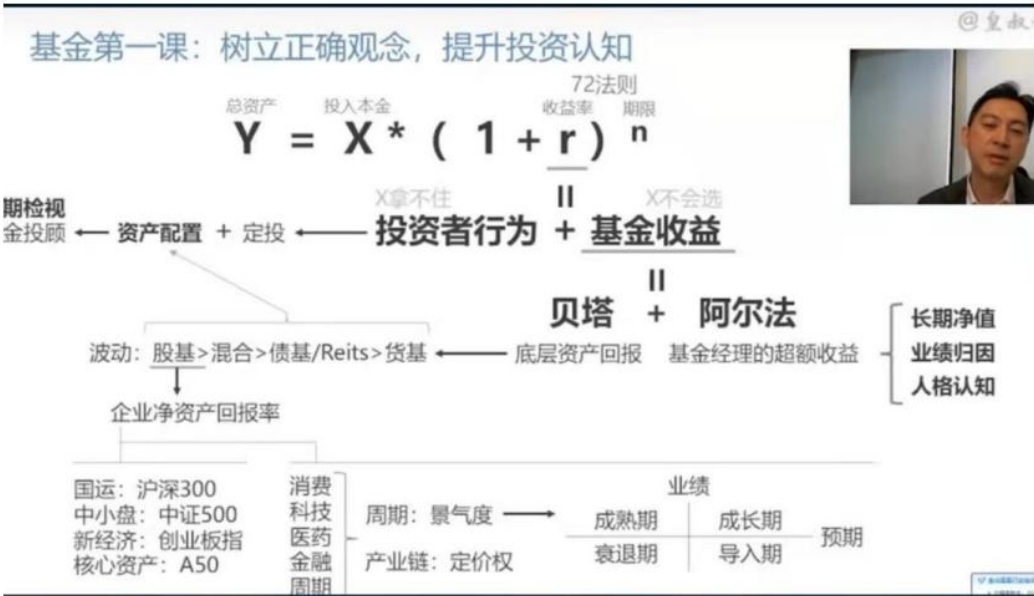 @皇叔
基金第一课：树立正确观念，提升投资认知
72法则
总资产 投入本金 收益率 期限
Y = X * ( 1 + r ) n
X拿不住 = X不会选
期检视
金投顾 ← 资产配置 + 定投 ← 投资者行为 + 基金收益
=
贝塔 + 阿尔法
波动：股基>混合>债基/Reits>货基 ← 底层资产回报 基金经理的超额收益
长期净值
业绩归因
人格认知
企业净资产回报率
国运：沪深300
中小盘：中证500
新经济：创业板指
核心资产：A50
消费
科技
医药
金融
周期
周期：景气度
产业链：定价权
业绩
成熟期 成长期
衰退期 导入期
预期